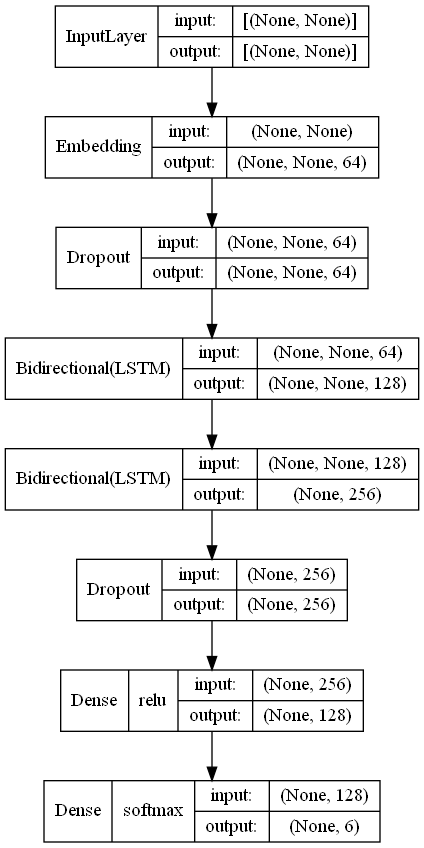 InputLayer
input: [(None, None)]
output: [(None, None)]
Embedding
input: (None, None)
output: (None, None, 64)
Dropout
input: (None, None, 64)
output: (None, None, 64)
Bidirectional(LSTM)
input: (None, None, 64)
output: (None, None, 128)
Bidirectional(LSTM)
input: (None, None, 128)
output: (None, 256)
Dropout
input: (None, 256)
output: (None, 256)
Dense relu
input: (None, 256)
output: (None, 128)
Dense softmax
input: (None, 128)
output: (None, 6)